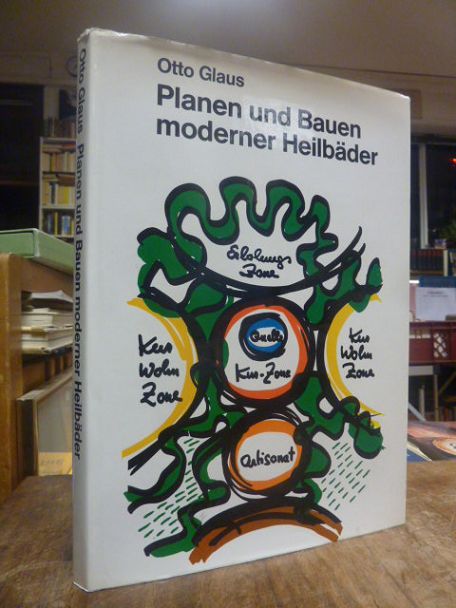 Otto Glaus
Planen und Bauen
moderner Heilbäder
Erholungs
Zone
Kur
Wohn
Zone
Quelle
Kur-Zone
Kur
Wohn
Zone
Artisanat
Otto Glaus Planen und Bauen moderner Heilbäder